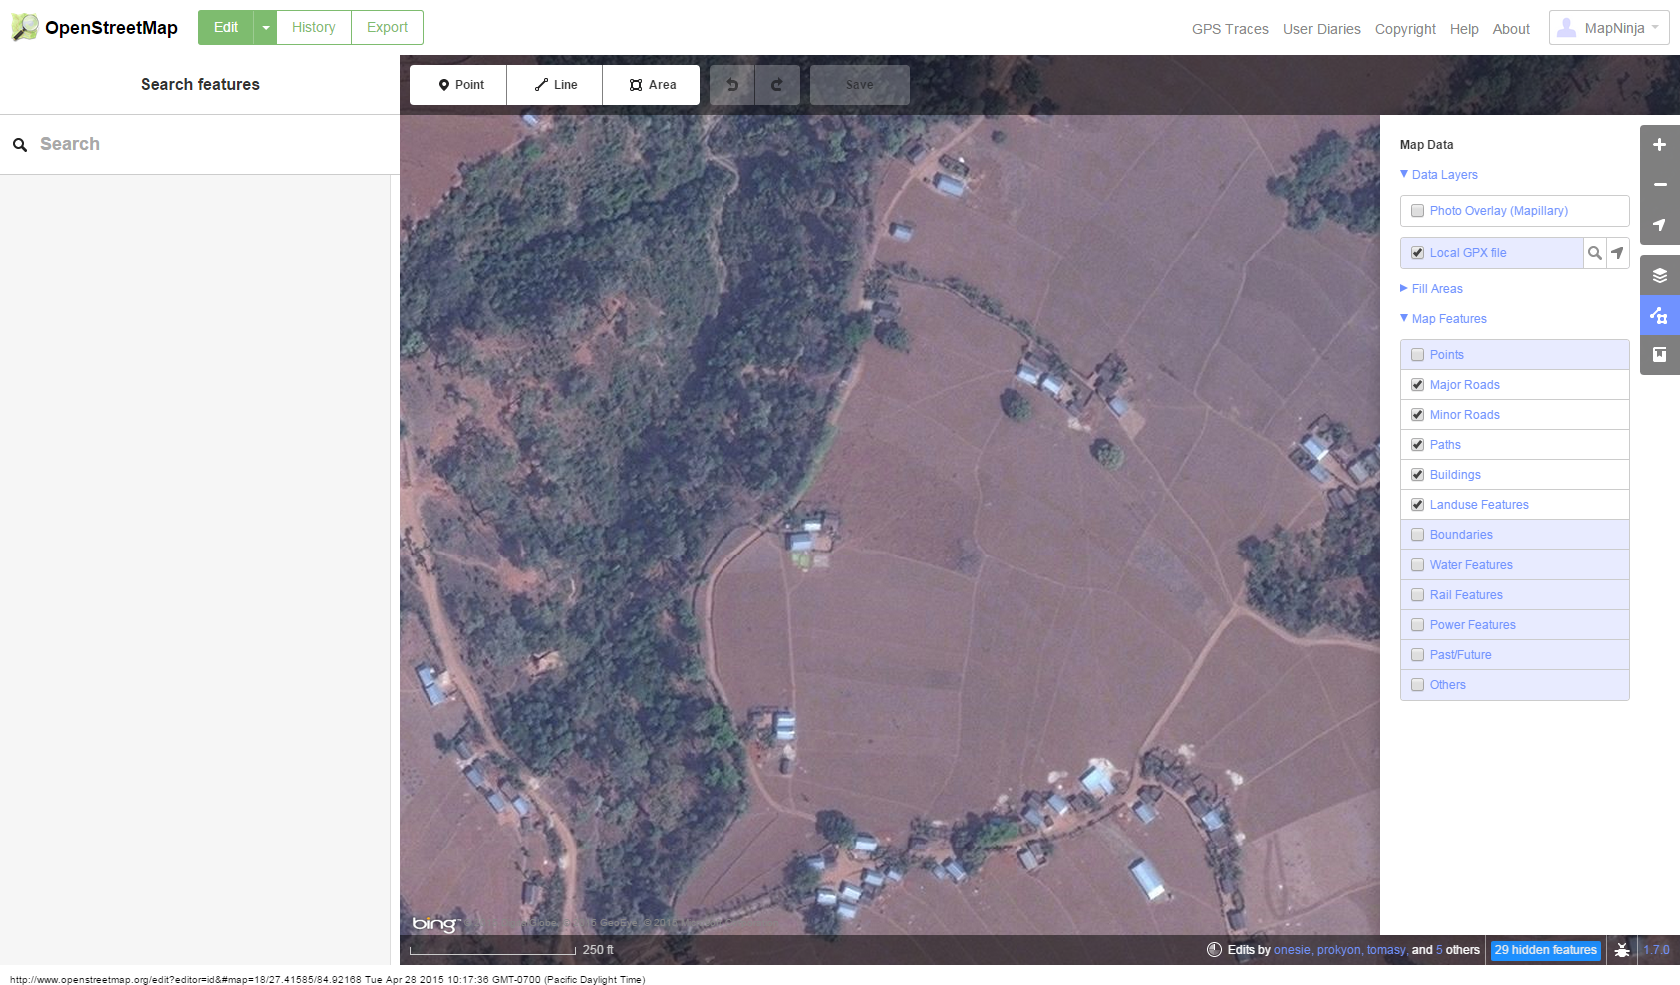 OpenStreetMap Edit History Export GPS Traces User Diaries Copyright Help About MapNinja
Search features
Point Line Area Save
Search
Map Data
Data Layers
Photo Overlay (Mapillary)
Local GPX file
Fill Areas
Map Features
Points
Major Roads
Minor Roads
Paths
Buildings
Landuse Features
Boundaries
Water Features
Rail Features
Power Features
Past/Future
Others
bing
250 ft Edits by onesie, prokyon, tomasy, and 5 others 29 hidden features 1.7.0
http://www.openstreetmap.org/edit?editor=id&#map=18/27.41585/84.92168 Tue Apr 28 2015 10:17:36 GMT-0700 (Pacific Daylight Time)